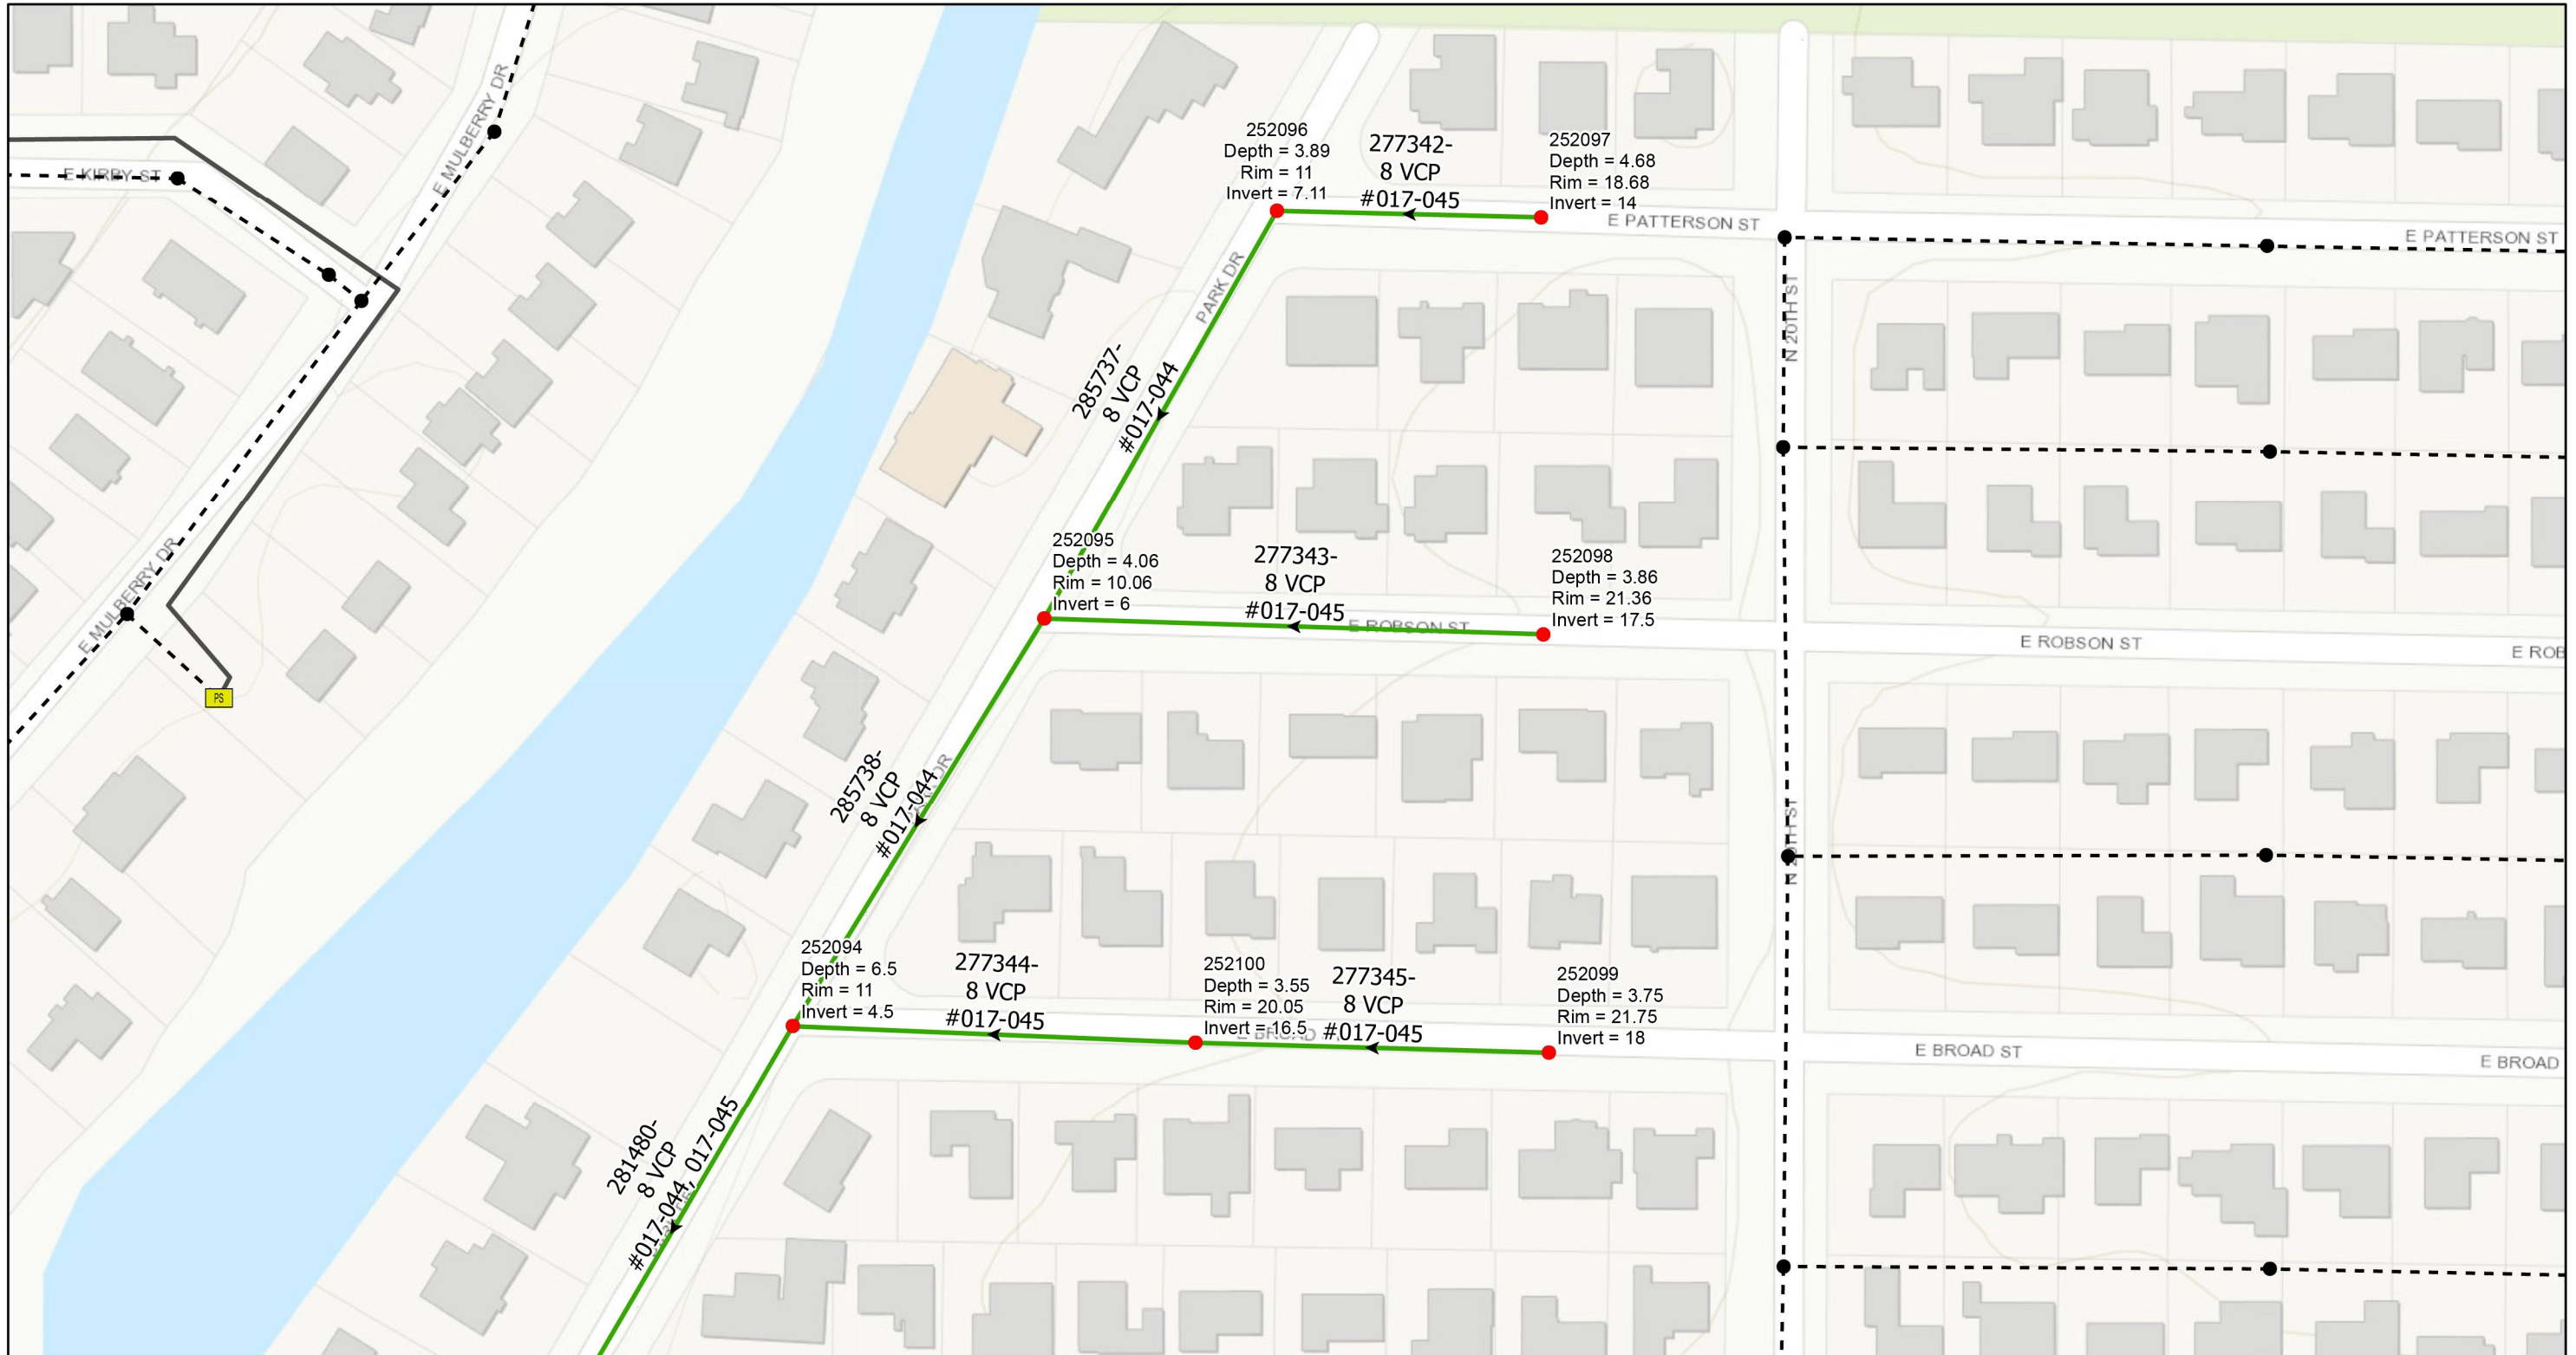 E MULBERRY DR
E KIRBY ST
252096
Depth = 3.89
Rim = 11
Invert = 7.11
277342-
8 VCP
#017-045
252097
Depth = 4.68
Rim = 18.68
Invert = 14
E PATTERSON ST
E PATTERSON ST
PARK DR
N 20TH ST
285737-
8 VCP
#017-044
252095
Depth = 4.06
Rim = 10.06
Invert = 6
277343-
8 VCP
#017-045
E ROBSON ST
252098
Depth = 3.86
Rim = 21.36
Invert = 17.5
E MULBERRY DR
E ROBSON ST
E ROB
PS
285738-
8 VCP
#017-044
DR
N 20TH ST
252094
Depth = 6.5
Rim = 11
Invert = 4.5
277344-
8 VCP
#017-045
252100
Depth = 3.55
Rim = 20.05
Invert = 16.5
277345-
8 VCP
#017-045
E BROAD
252099
Depth = 3.75
Rim = 21.75
Invert = 18
E BROAD ST
E BROAD
281480-
8 VCP
#017-044, 017-045